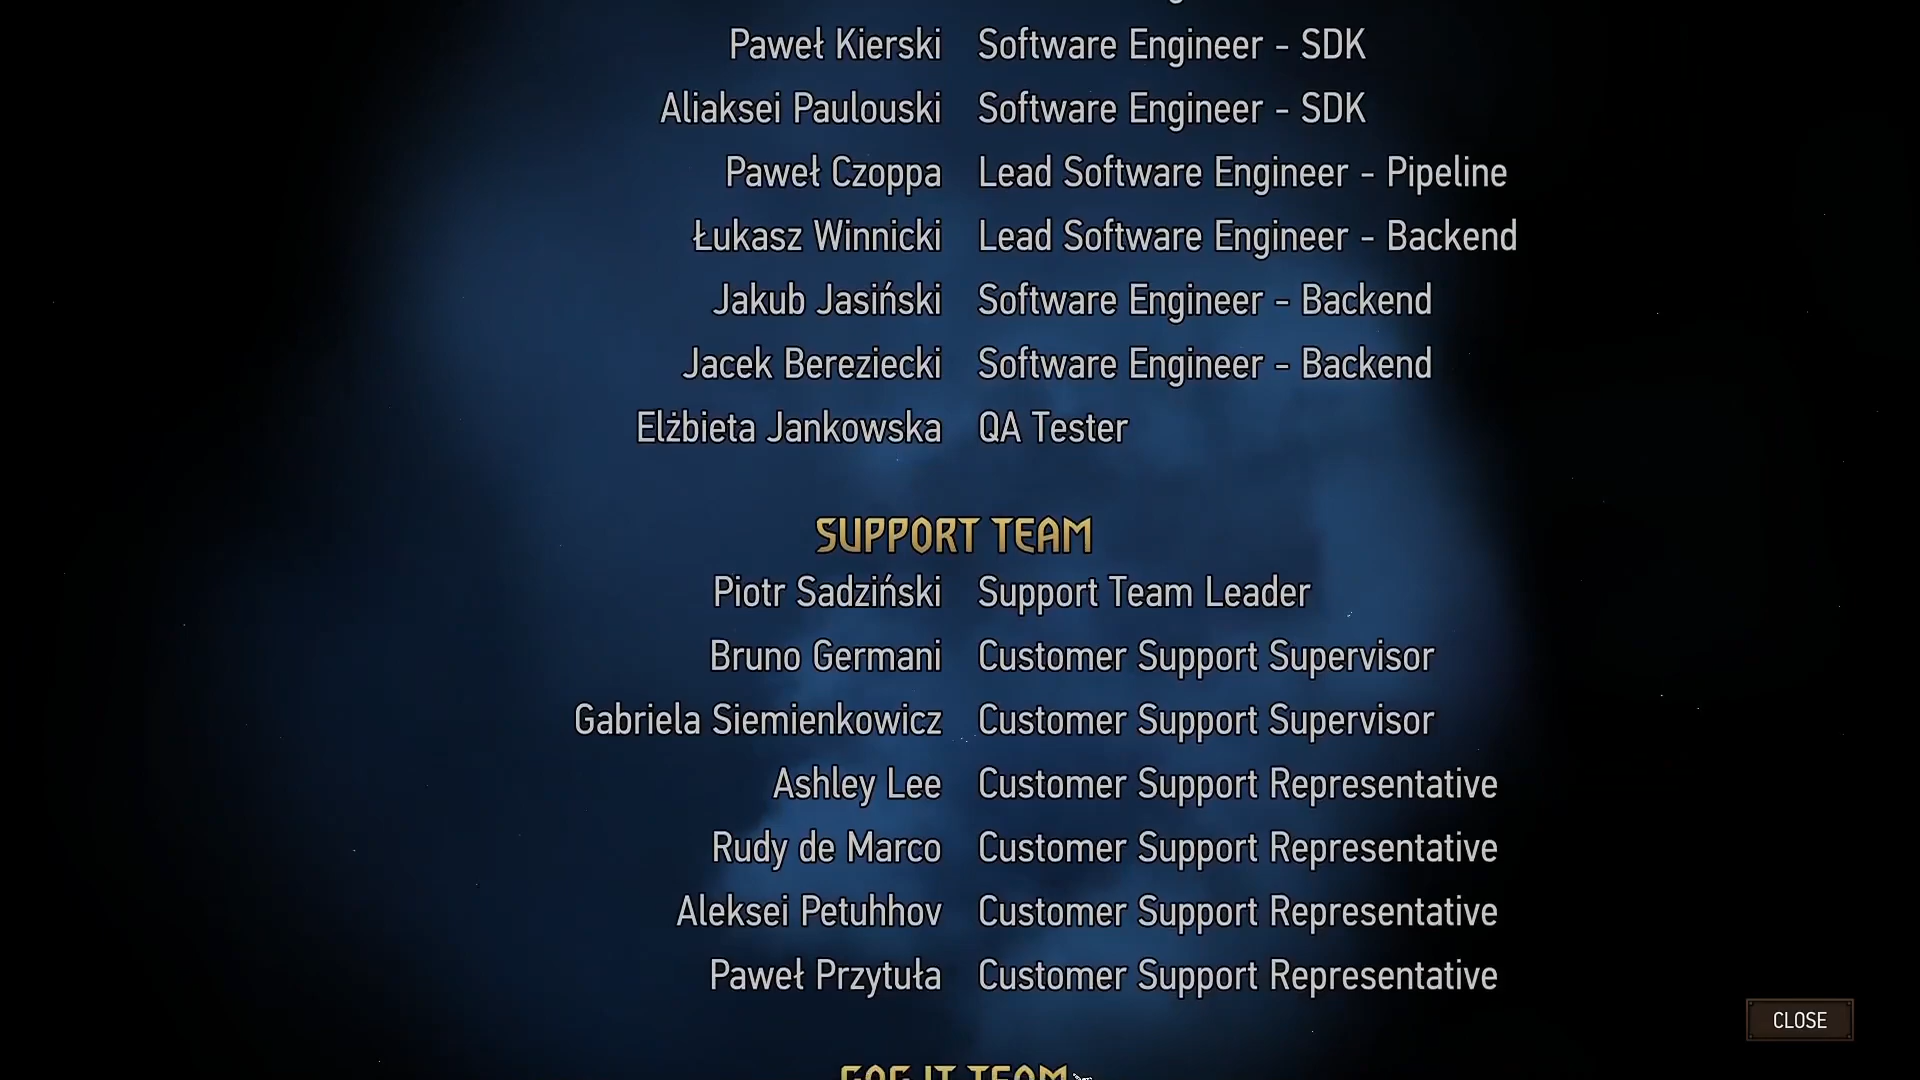 Paweł Kierski Software Engineer - SDK
Aliaksei Paulouski Software Engineer - SDK
Paweł Czoppa Lead Software Engineer - Pipeline
Łukasz Winnicki Lead Software Engineer - Backend
Jakub Jasiński Software Engineer - Backend
Jacek Bereziecki Software Engineer - Backend
Elżbieta Jankowska QA Tester
SUPPORT TEAM
Piotr Sadziński Support Team Leader
Bruno Germani Customer Support Supervisor
Gabriela Siemienkowicz Customer Support Supervisor
Ashley Lee Customer Support Representative
Rudy de Marco Customer Support Representative
Aleksei Petuhhov Customer Support Representative
Paweł Przytuła Customer Support Representative
CLOSE
GOG IT TEAM